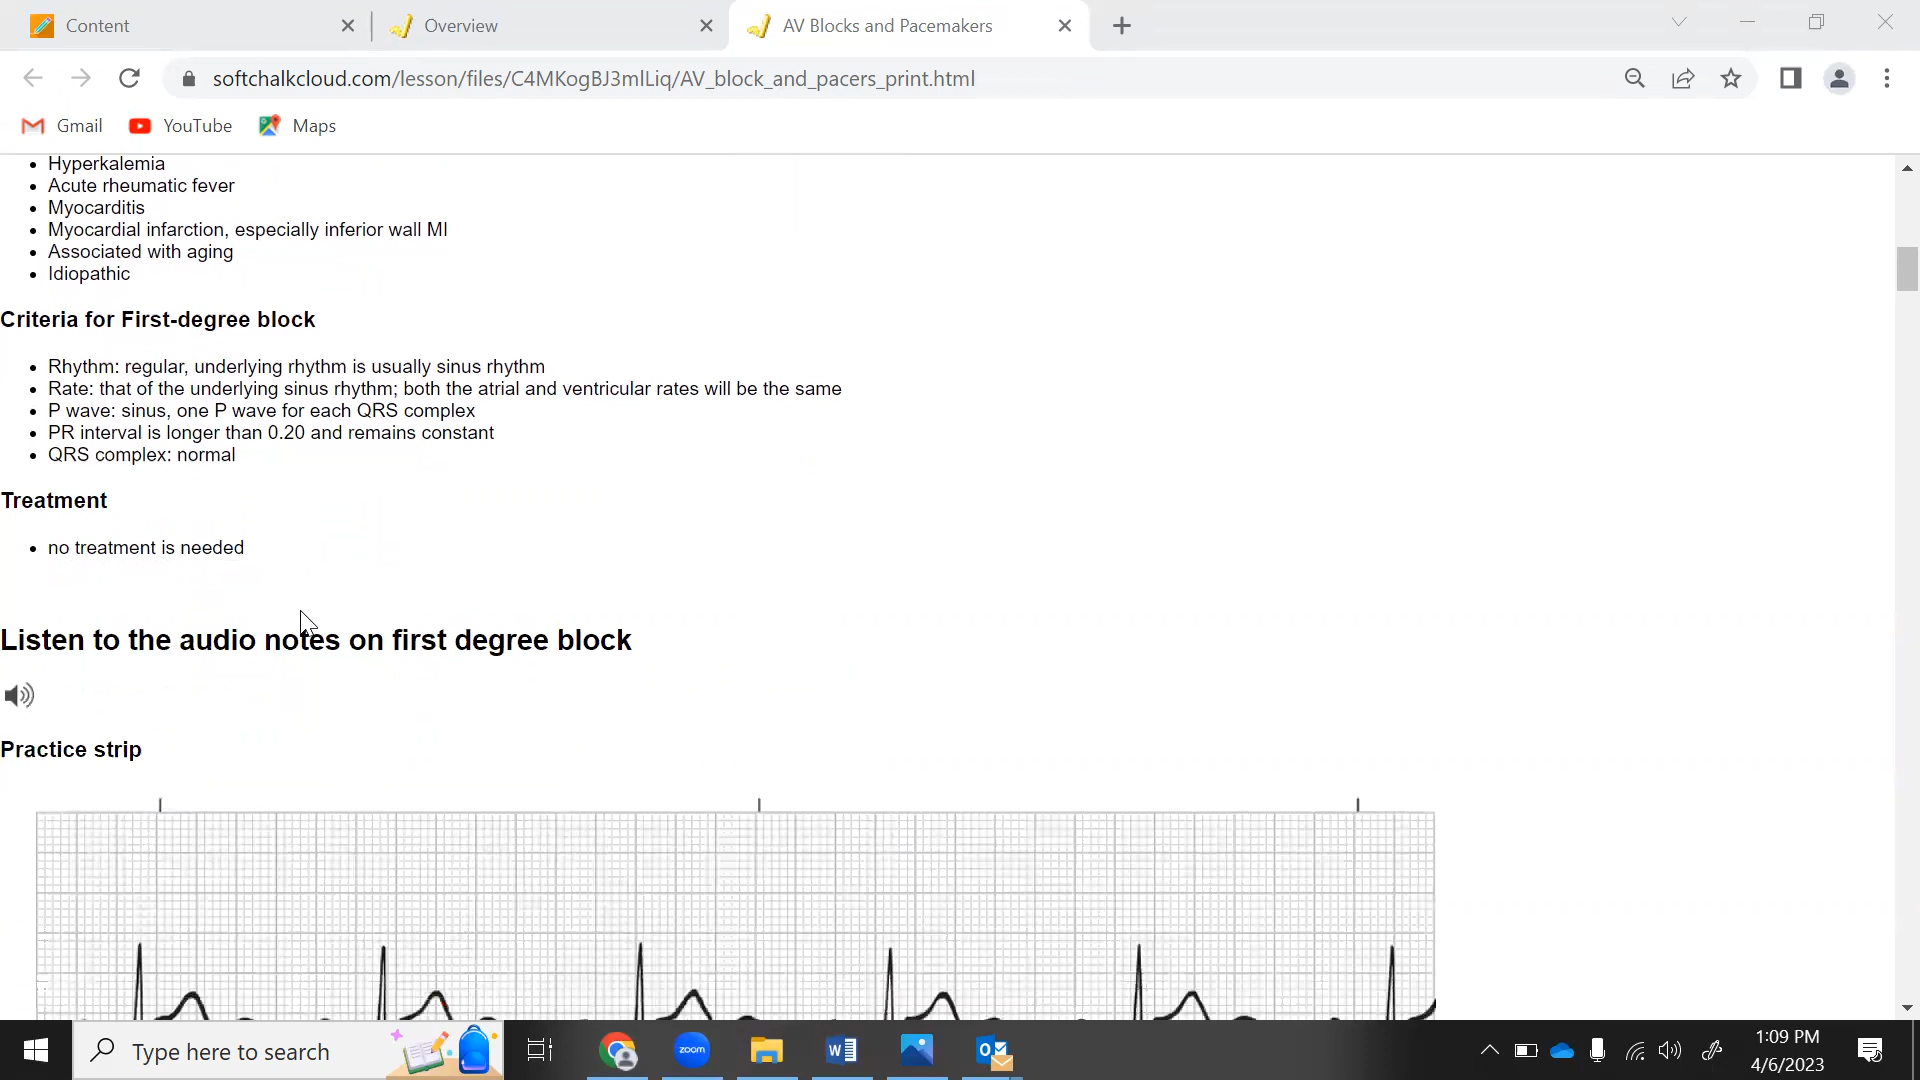 Content
Overview
AV Blocks and Pacemakers
softchalkcloud.com/lesson/files/C4MKogBJ3mlLiq/AV_block_and_pacers_print.html
Gmail
YouTube
Maps
Hyperkalemia
Acute rheumatic fever
Myocarditis
Myocardial infarction, especially inferior wall MI
Associated with aging
Idiopathic
Criteria for First-degree block
Rhythm: regular, underlying rhythm is usually sinus rhythm
Rate: that of the underlying sinus rhythm; both the atrial and ventricular rates will be the same
P wave: sinus, one P wave for each QRS complex
PR interval is longer than 0.20 and remains constant
QRS complex: normal
Treatment
no treatment is needed
Listen to the audio notes on first degree block
Practice strip
Type here to search
zoom
1:09 PM
4/6/2023